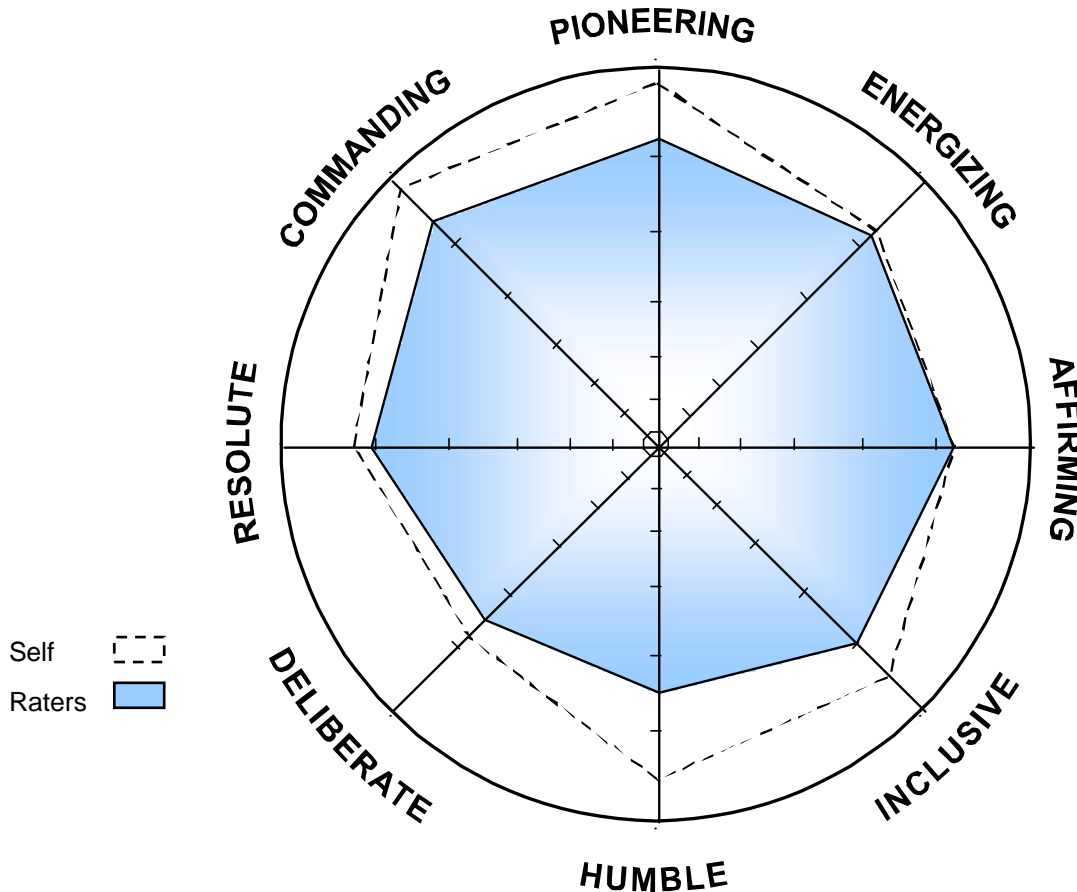 PIONEERING
ENERGIZING
COMMANDING
AFFIRMING
RESOLUTE
Self
Raters
DELIBERATE
INCLUSIVE
HUMBLE